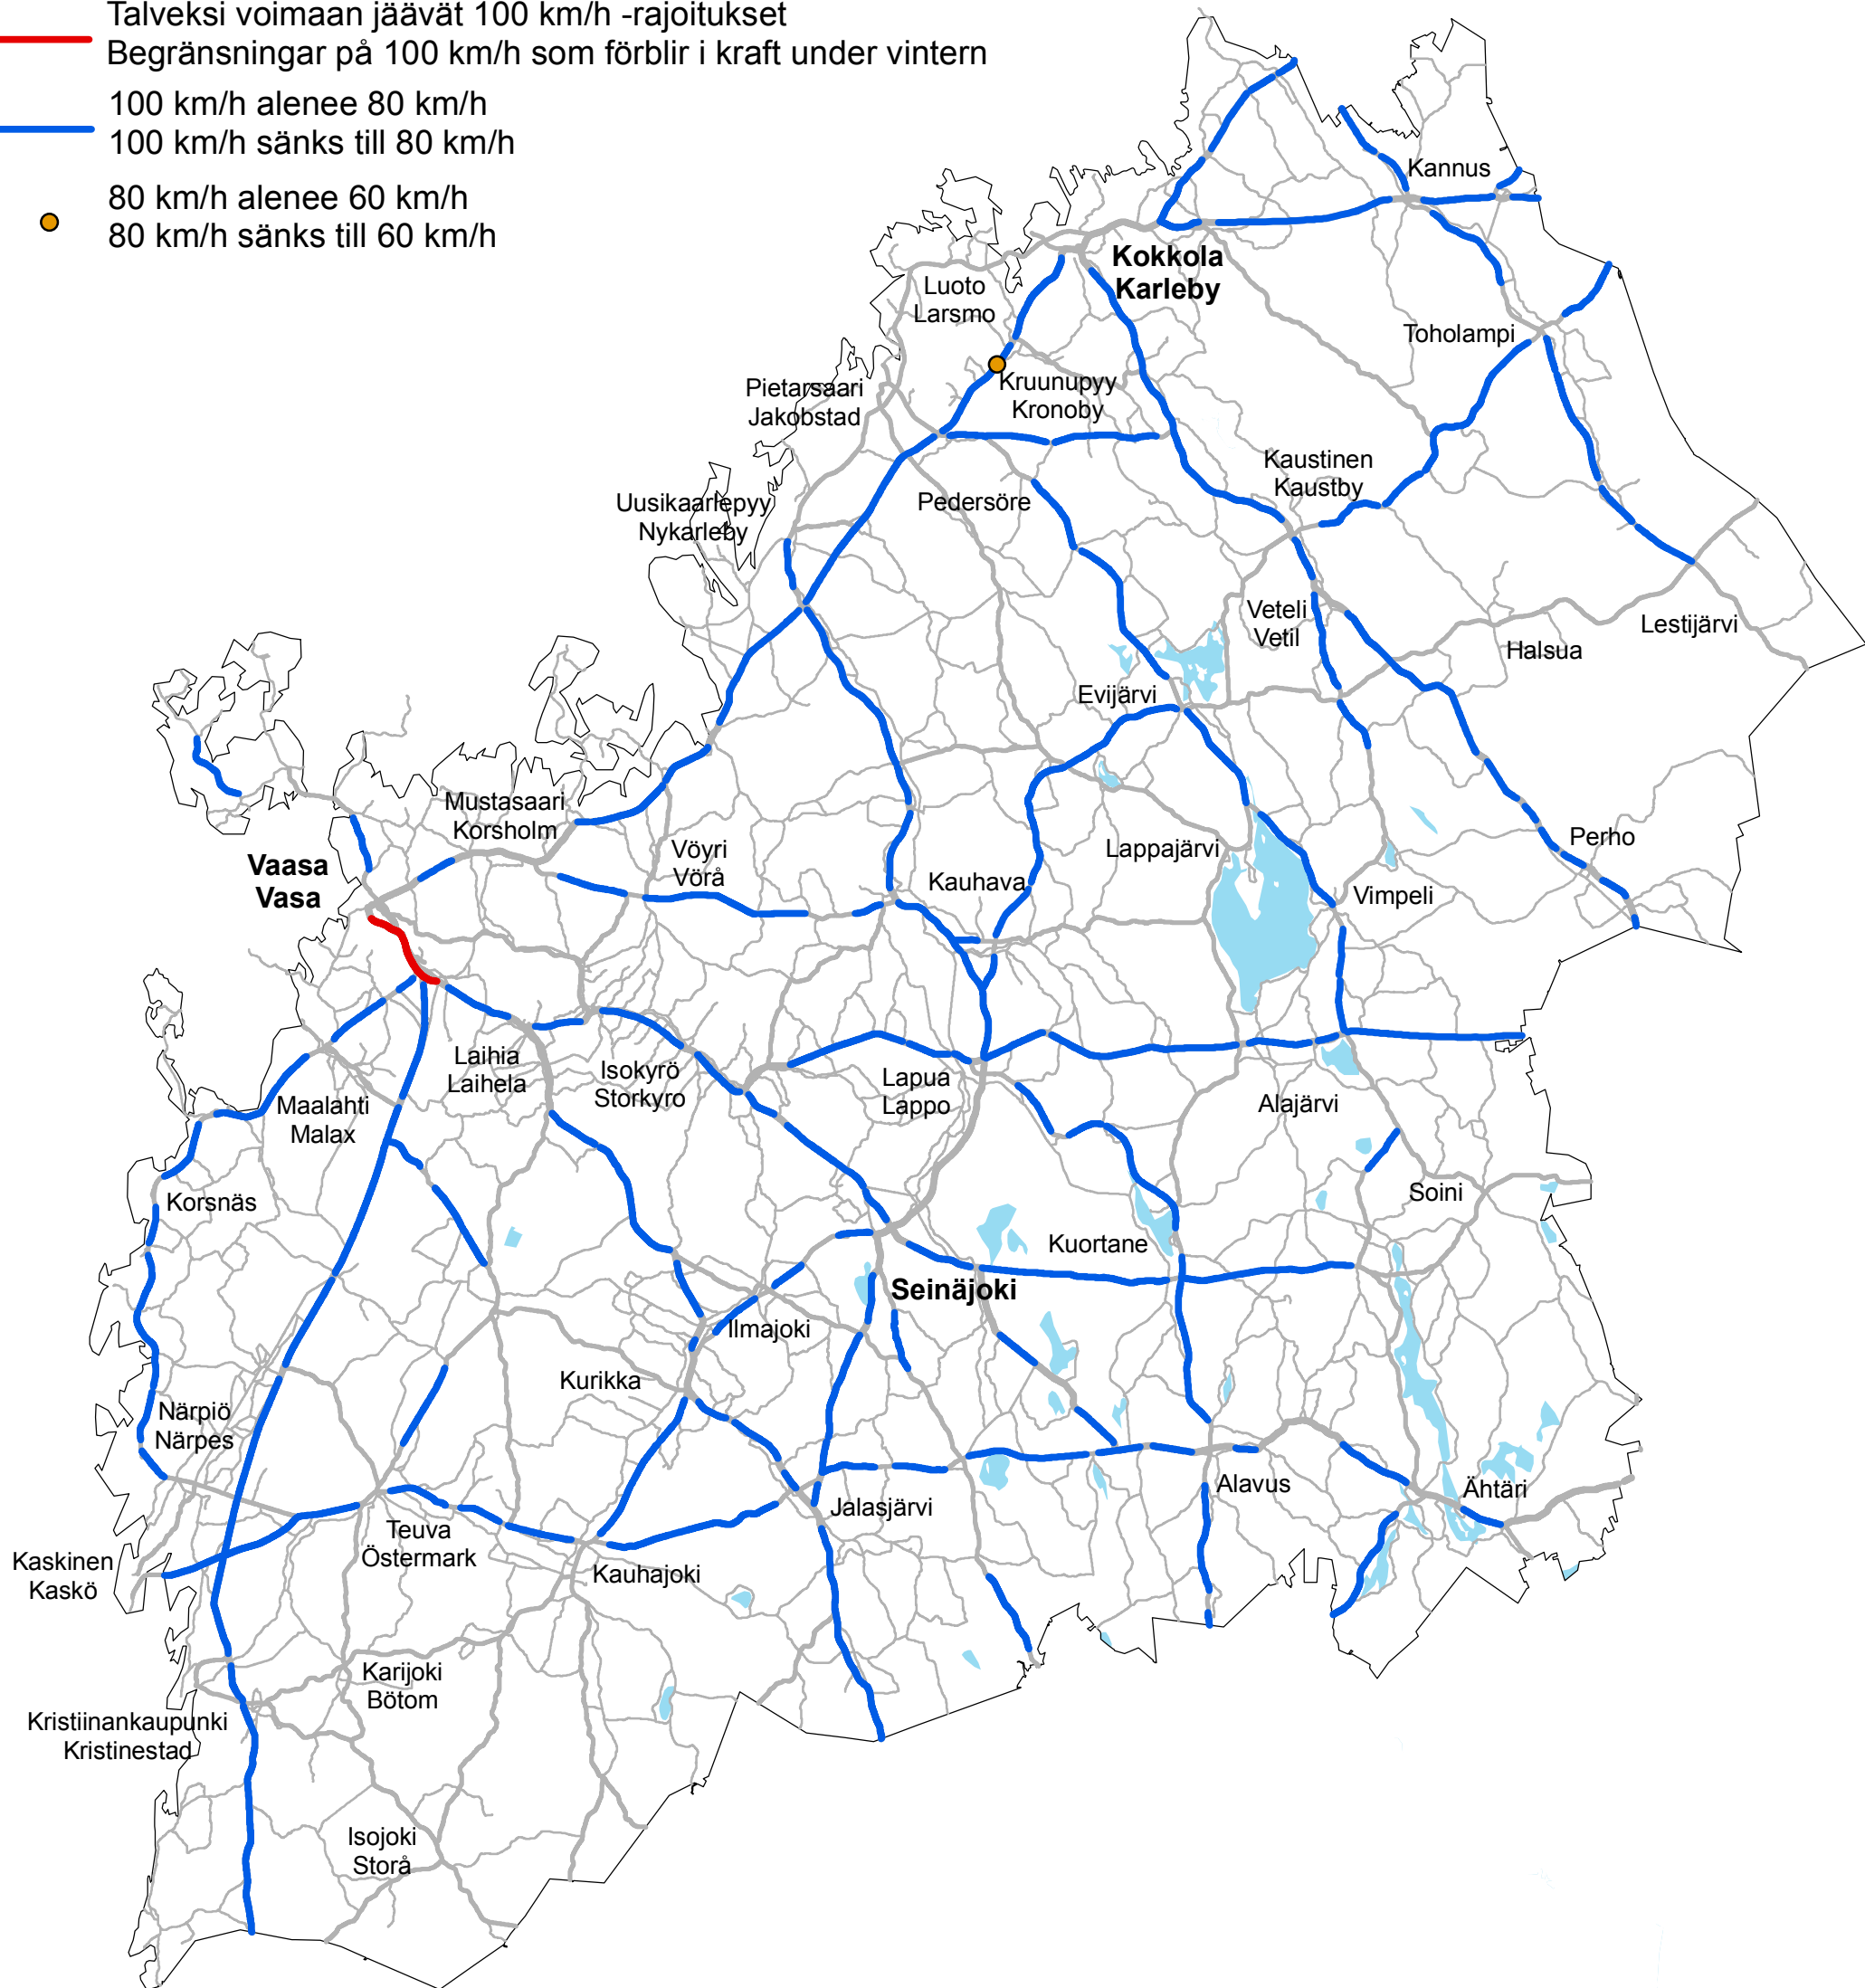 Talveksi voimaan jäävät 100 km/h -rajoitukset
Begränsningar på 100 km/h som förblir i kraft under vintern
100 km/h alenee 80 km/h
100 km/h sänks till 80 km/h
80 km/h alenee 60 km/h
80 km/h sänks till 60 km/h
Kannus
Kokkola
Karleby
Luoto
Larsmo
Toholampi
Pietarsaari
Jakobstad
Kruunupyy
Kronoby
Kaustinen
Kaustby
Uusikaarlepyy
Nykarleby
Pedersöre
Veteli
Vetil
Lestijärvi
Halsua
Evijärvi
Mustasaari
Korsholm
Perho
Vöyri
Vörå
Lappajärvi
Vaasa
Vasa
Kauhava
Vimpeli
Laihia
Laihela
Isokyrö
Storkyro
Lapua
Lappo
Maalahti
Malax
Alajärvi
Korsnäs
Soini
Kuortane
Seinäjoki
Ilmajoki
Kurikka
Närpiö
Närpes
Alavus
Ähtäri
Jalasjärvi
Teuva
Östermark
Kaskinen
Kaskö
Kauhajoki
Karijoki
Bötom
Kristiinankaupunki
Kristinestad
Isojoki
Storå